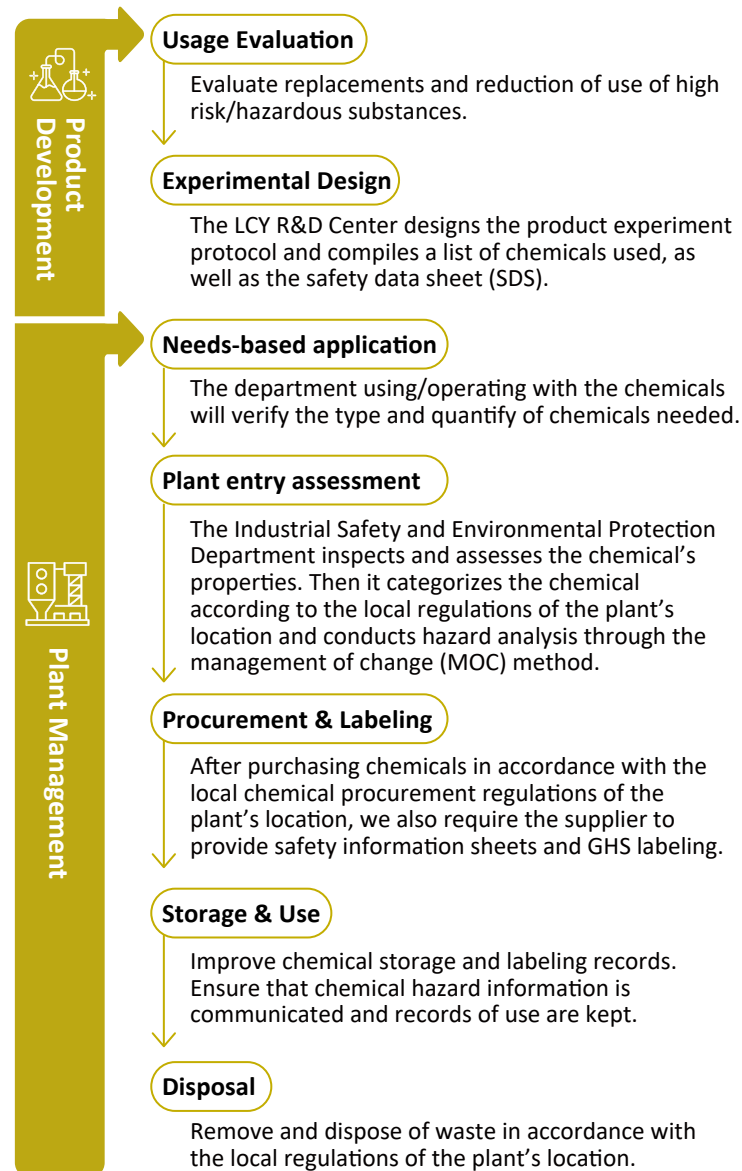 Product
Development
Usage Evaluation
Evaluate replacements and reduction of use of high
risk/hazardous substances.
Experimental Design
The LCY R&D Center designs the product experiment
protocol and compiles a list of chemicals used, as
well as the safety data sheet (SDS).
Plant Management
Needs-based application
The department using/operating with the chemicals
will verify the type and quantify of chemicals needed.
Plant entry assessment
The Industrial Safety and Environmental Protection
Department inspects and assesses the chemical's
properties. Then it categorizes the chemical
according to the local regulations of the plant's
location and conducts hazard analysis through the
management of change (MOC) method.
Procurement & Labeling
After purchasing chemicals in accordance with the
local chemical procurement regulations of the
plant's location, we also require the supplier to
provide safety information sheets and GHS labeling.
Storage & Use
Improve chemical storage and labeling records.
Ensure that chemical hazard information is
communicated and records of use are kept.
Disposal
Remove and dispose of waste in accordance with
the local regulations of the plant's location.